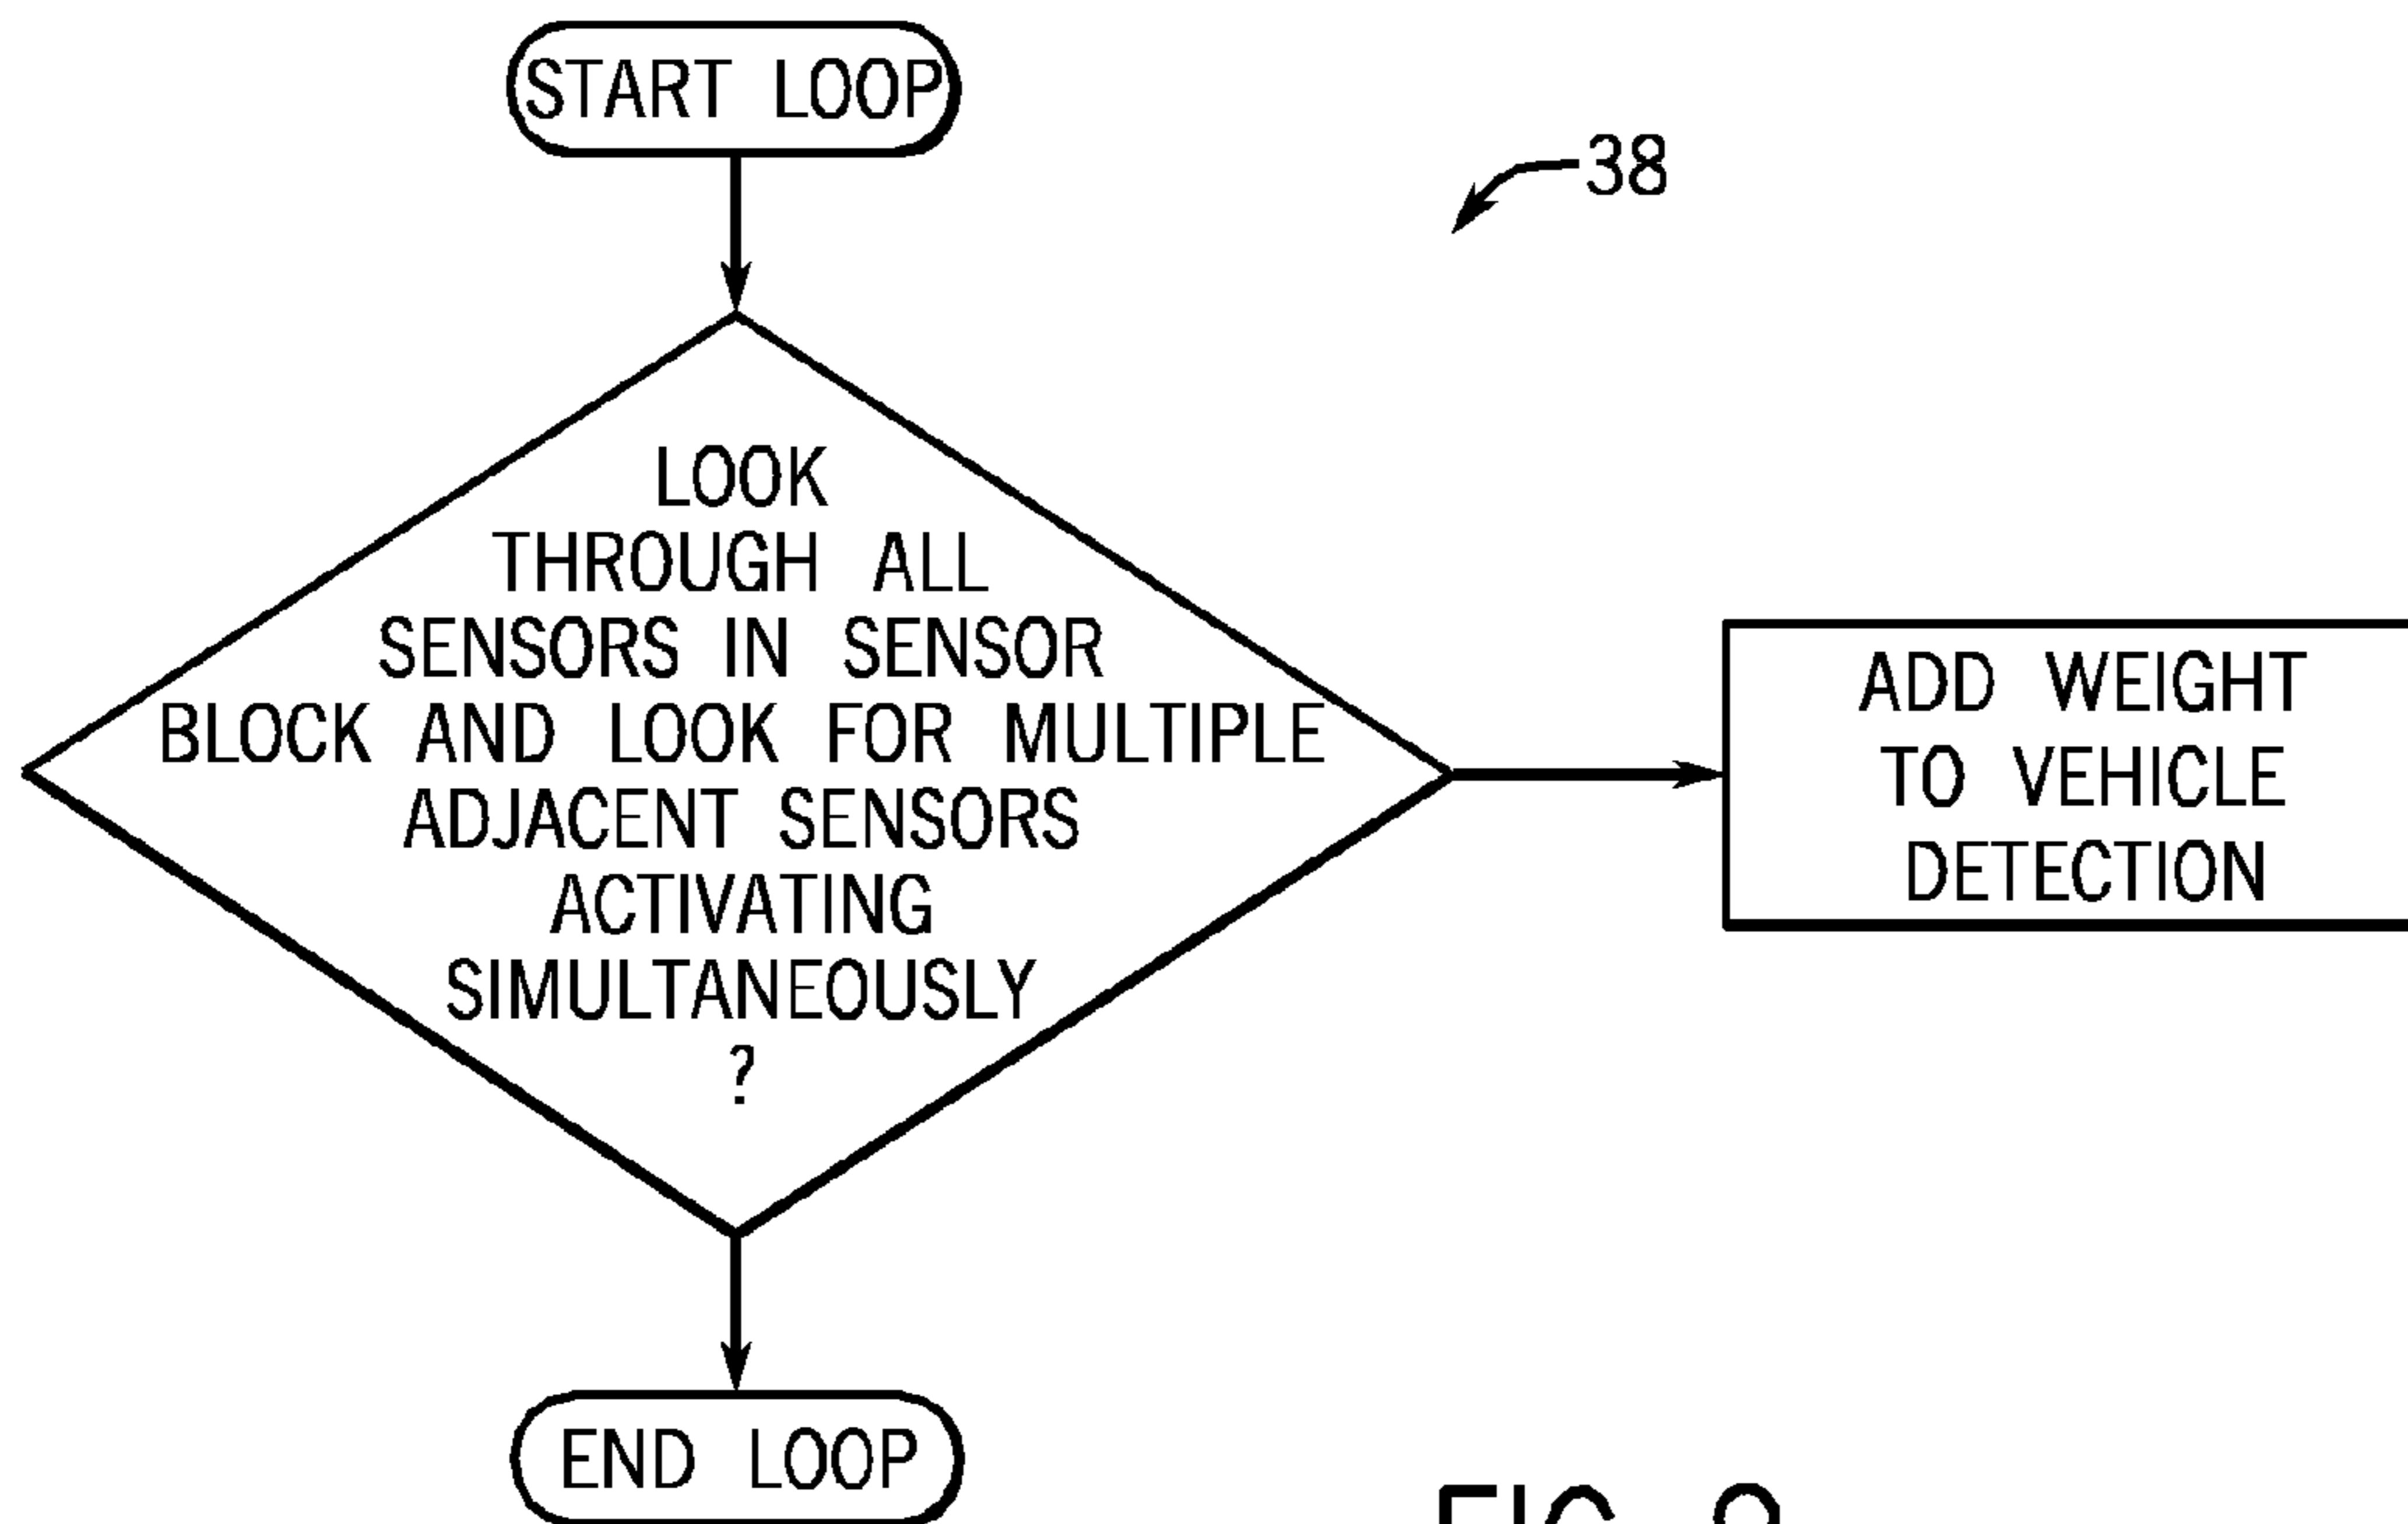 START LOOP
38
LOOK
THROUGH ALL
SENSORS IN SENSOR
BLOCK AND LOOK FOR MULTIPLE
ADJACENT SENSORS
ACTIVATING
SIMULTANEOUSLY
?
ADD WEIGHT
TO VEHICLE
DETECTION
END LOOP
FIG.